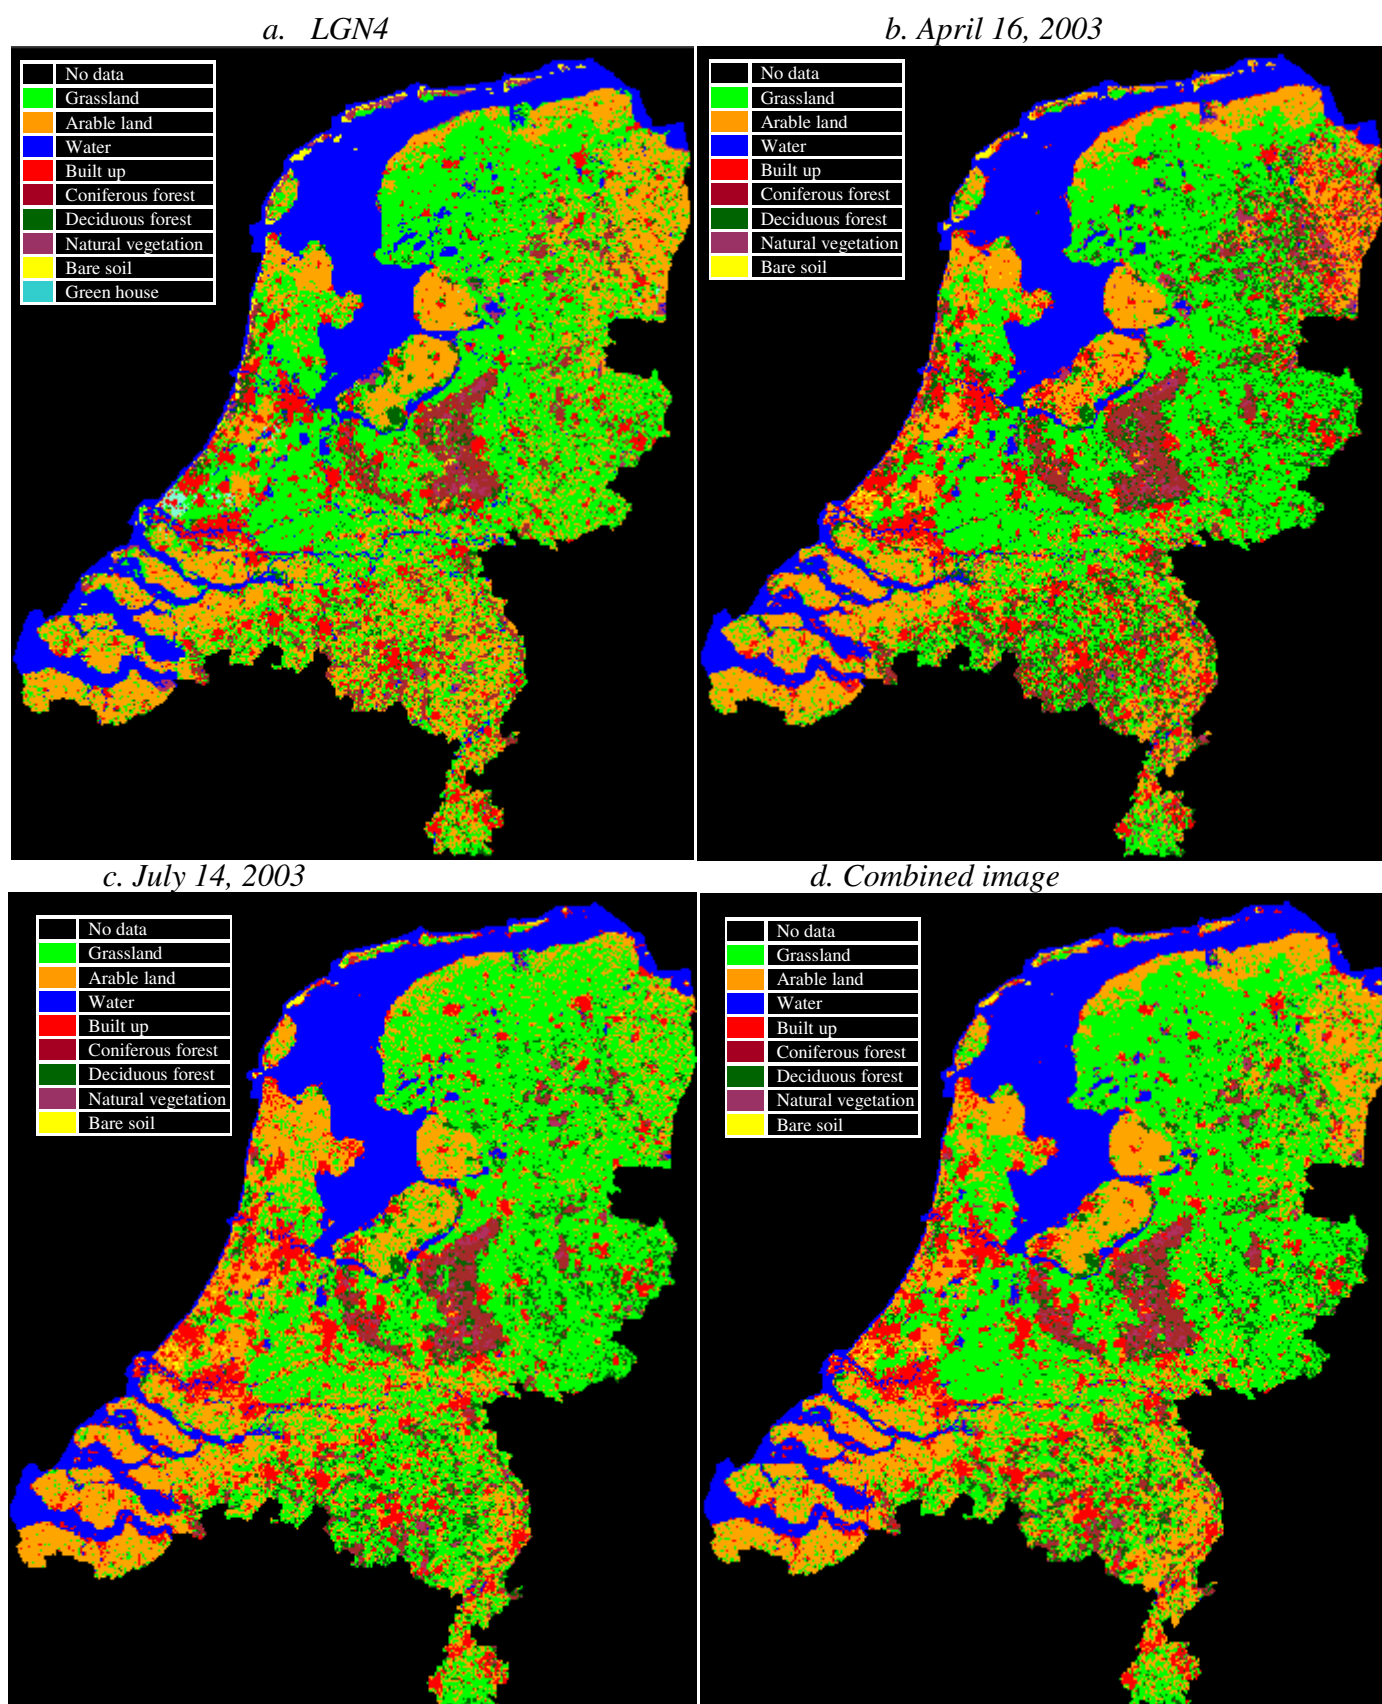 a. LGN4
No data
Grassland
Arable land
Water
Built up
Coniferous forest
Deciduous forest
Natural vegetation
Bare soil
Green house
b. April 16, 2003
No data
Grassland
Arable land
Water
Built up
Coniferous forest
Deciduous forest
Natural vegetation
Bare soil
c. July 14, 2003
No data
Grassland
Arable land
Water
Built up
Coniferous forest
Deciduous forest
Natural vegetation
Bare soil
d. Combined image
No data
Grassland
Arable land
Water
Built up
Coniferous forest
Deciduous forest
Natural vegetation
Bare soil